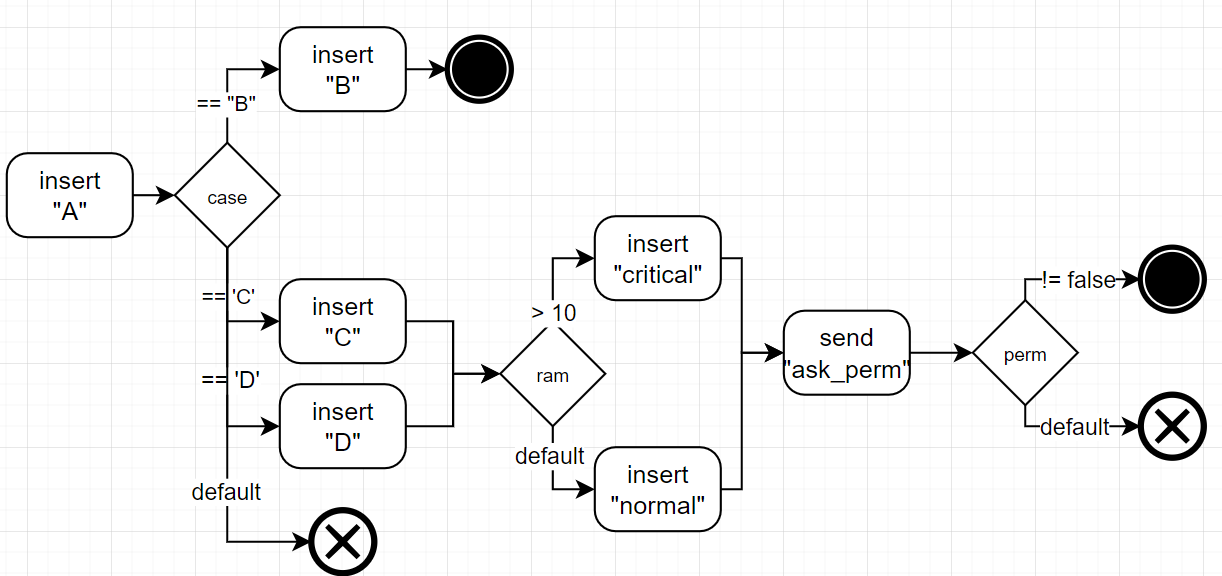 insert
"B"
== "B"
insert
"A"
case
== 'C'
insert
"C"
== 'D'
insert
"D"
default
insert
"critical"
> 10
ram
default
insert
"normal"
send
"ask_perm"
perm
!= false
default